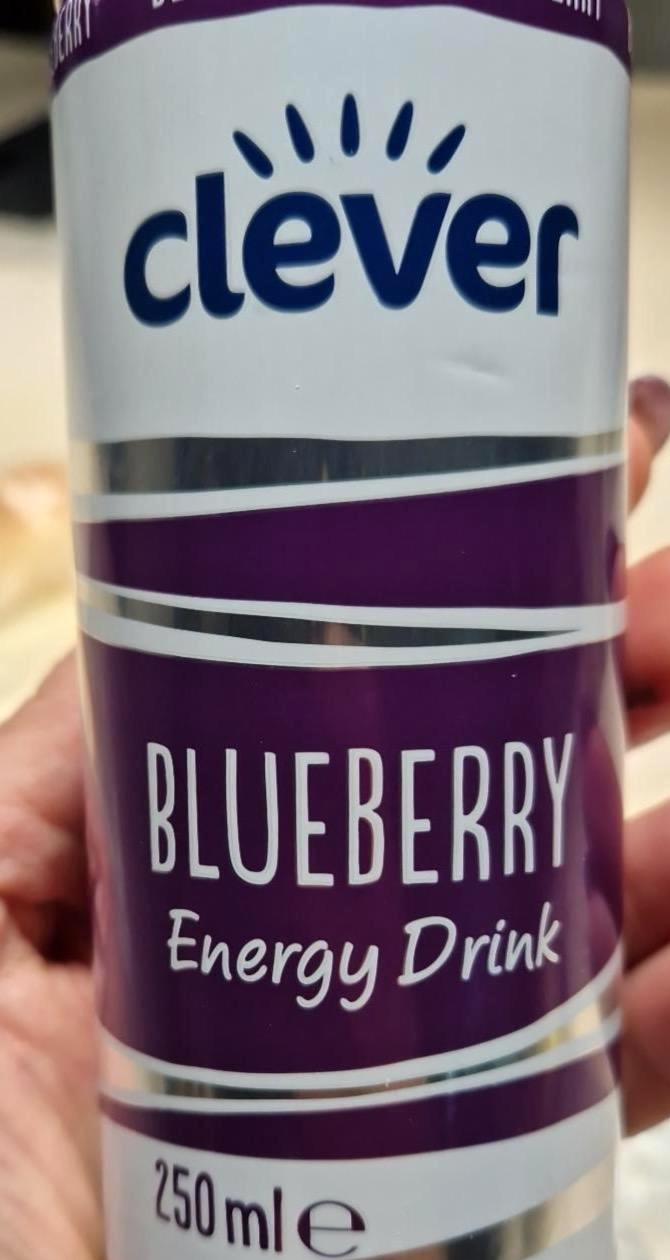 clever
BLUEBERRY
Energy Drink
250 ml ℮